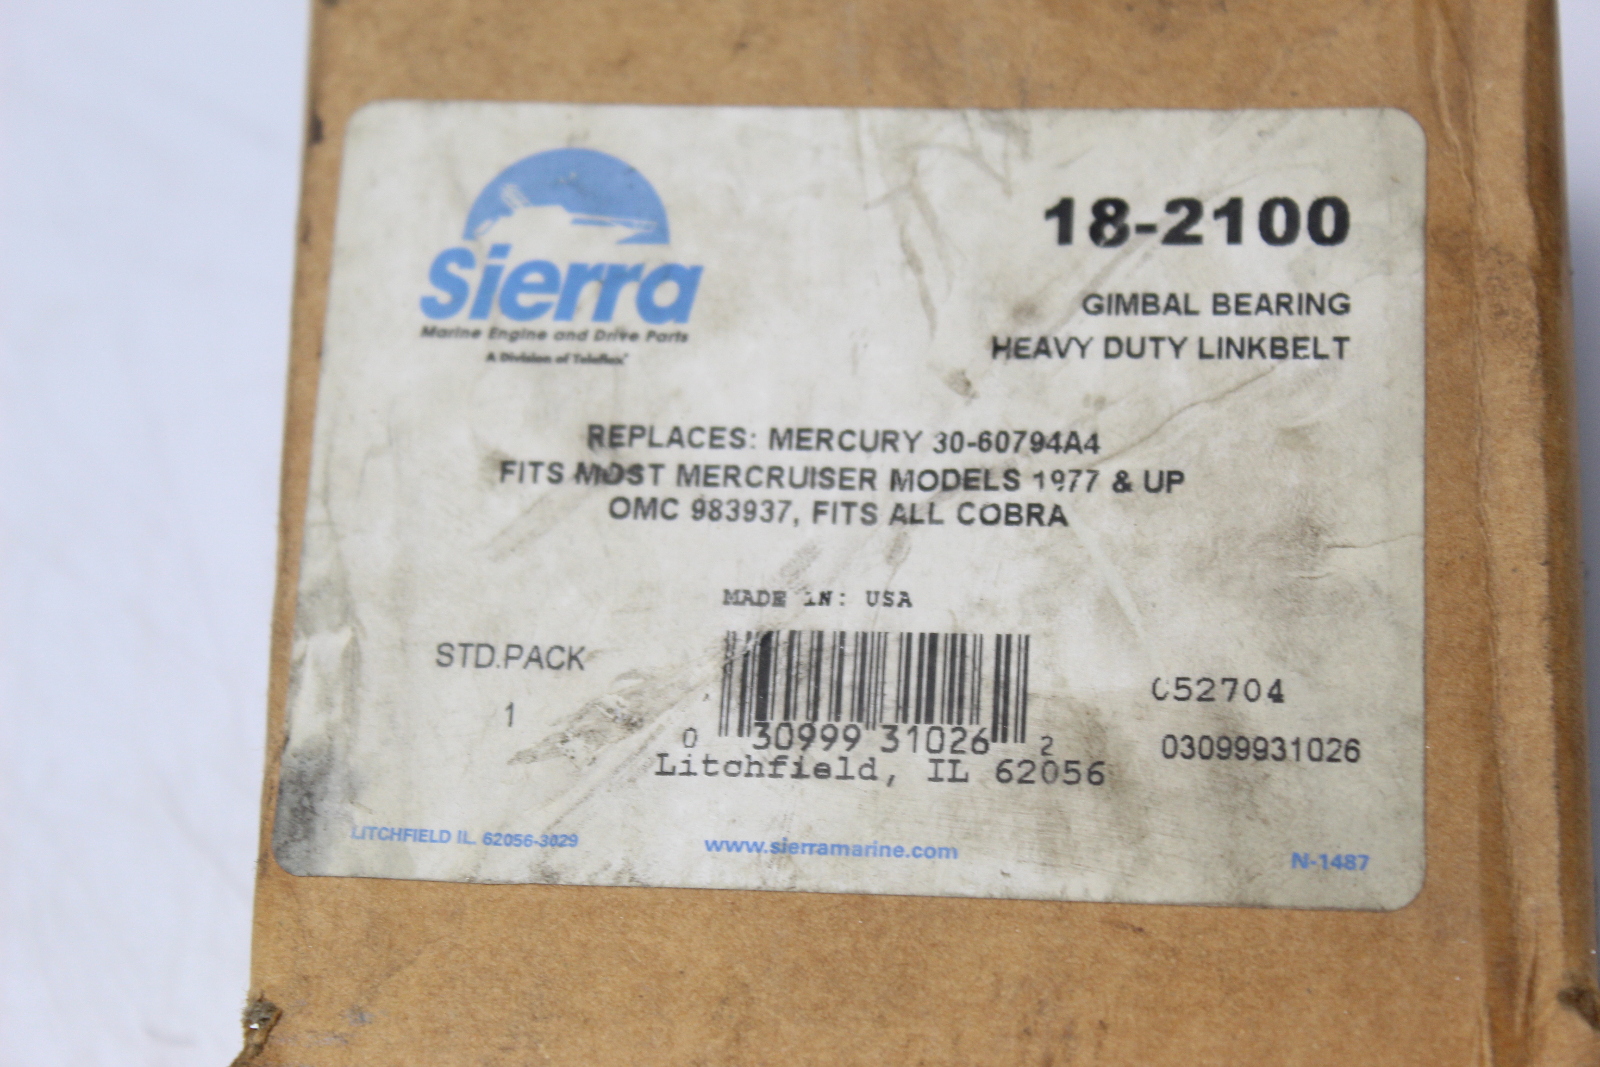 Sierra
Marine Engine and Drive Parts
A Division of Teleflex
18-2100
GIMBAL BEARING
HEAVY DUTY LINKBELT
REPLACES: MERCURY 30-60794A4
FITS MOST MERCRUISER MODELS 1977 & UP
OMC 983937, FITS ALL COBRA
MADE IN: USA
STD.PACK
1
0 30999 31026 2
Litchfield, IL 62056
052704
03099931026
LITCHFIELD IL. 62056-3029
www.sierramarine.com
N-1487